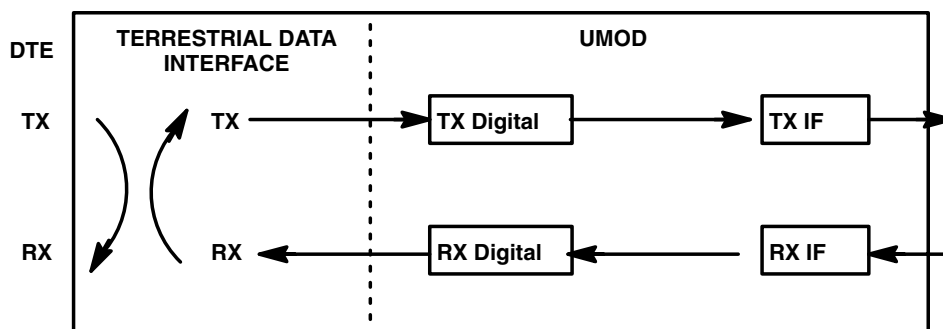 DTE
TERRESTRIAL DATA
INTERFACE
UMOD
TX
TX
TX Digital
TX IF
RX
RX
RX Digital
RX IF